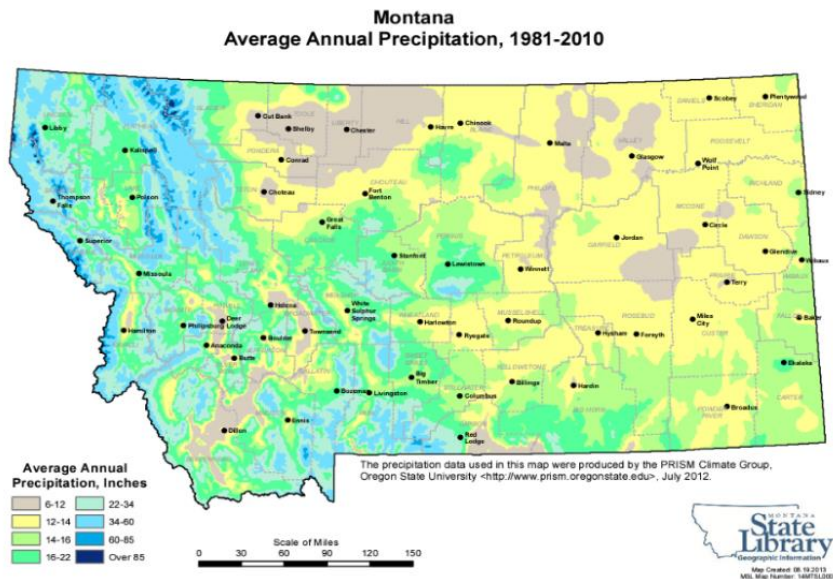 Montana
Average Annual Precipitation, 1981-2010
Cut Bank
Shelby
Chester
Havre
Chinook
Scobey
Plentywood
Libby
Malta
Glasgow
Kalispell
Conrad
Wolf
Point
Choteau
Fort
Benton
Sidney
Thompson
Falls
Polson
Great
Falls
Circle
Superior
Jordan
Glendive
Stanford
Lewistown
Wibaux
Missoula
Winnett
Terry
Helena
White
Sulphur
Springs
Deer
Lodge
Philipsburg
Townsend
Harlowton
Roundup
Miles
City
Baker
Hamilton
Boulder
Ryegate
Hysham
Forsyth
Anaconda
Butte
Ekalaka
Big
Timber
Billings
Hardin
Bozeman
Livingston
Columbus
Broadus
Dillon
Ennis
Red
Lodge
The precipitation data used in this map were produced by the PRISM Climate Group,
Oregon State University <http://www.prism.oregonstate.edu>, July 2012.
Average Annual
Precipitation, Inches
6-12
22-34
12-14
34-60
14-16
60-85
16-22
Over 85
Scale of Miles
0 30 60 90 120 150
MONTANA
State
Library
Geographic Information
Map Created 08.19.2013